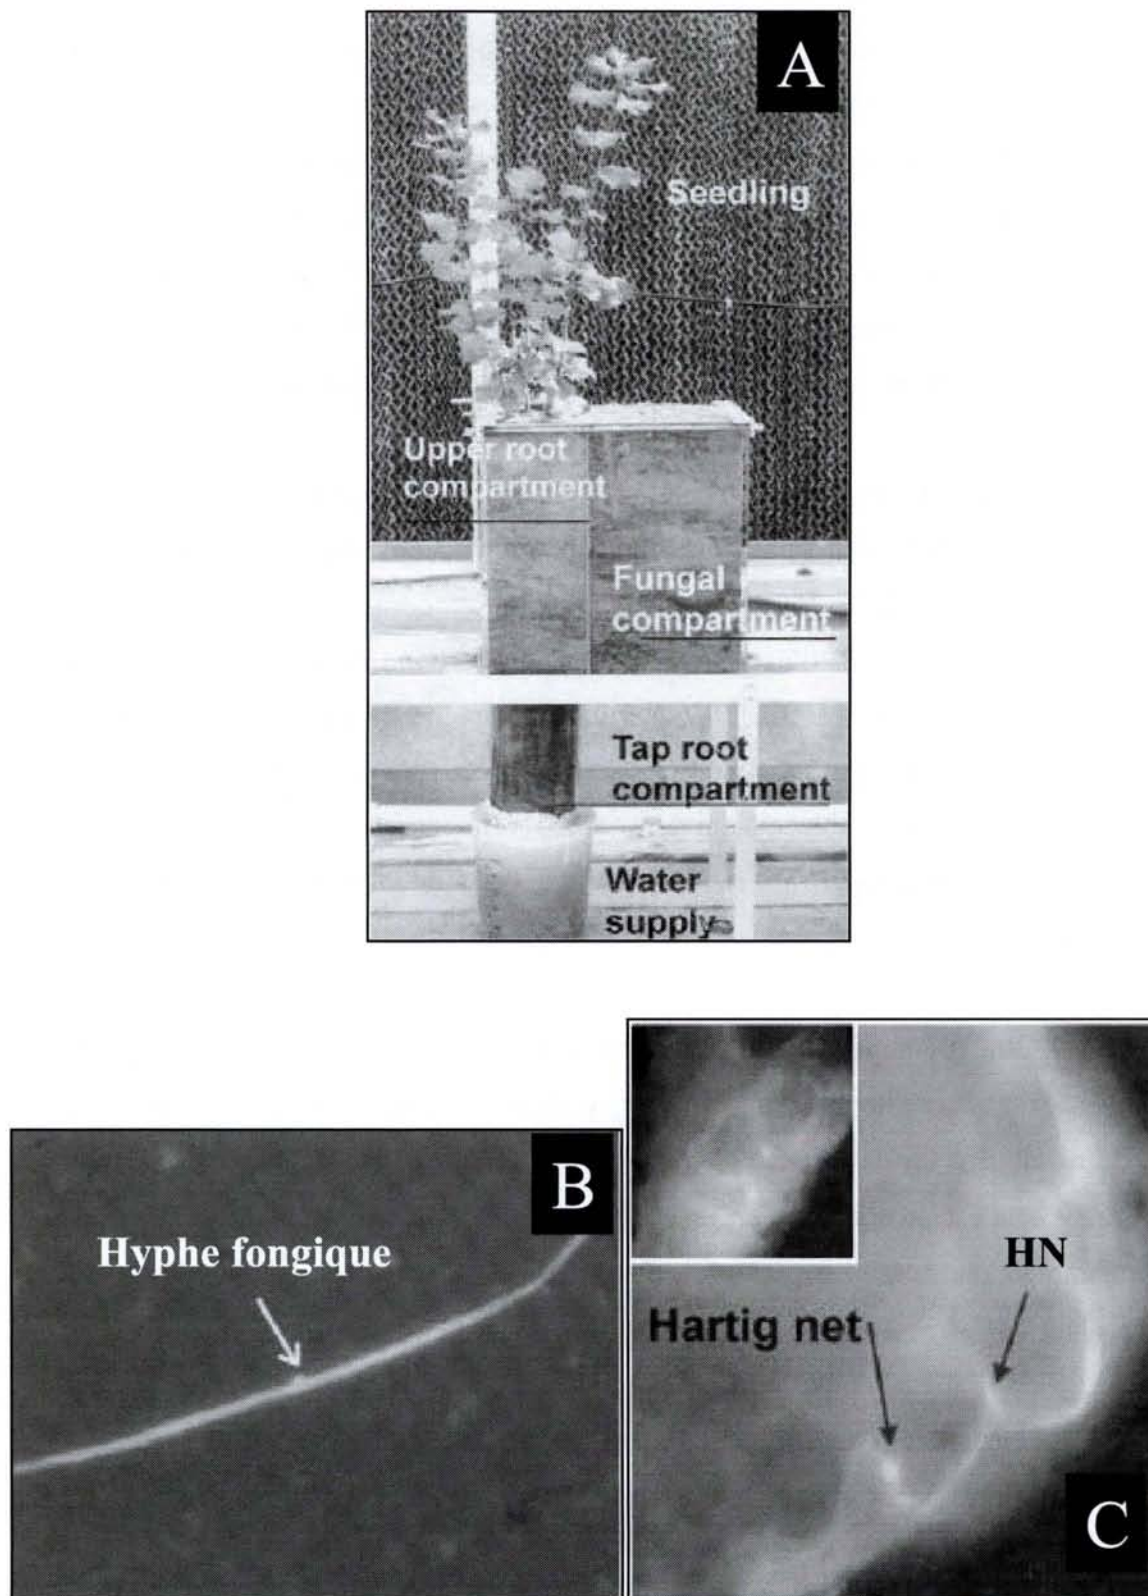 A
Seedling
Upper root
compartment
Fungal
compartment
Tap root
compartment
Water
supply
B
Hyphe fongique
HN
Hartig net
C